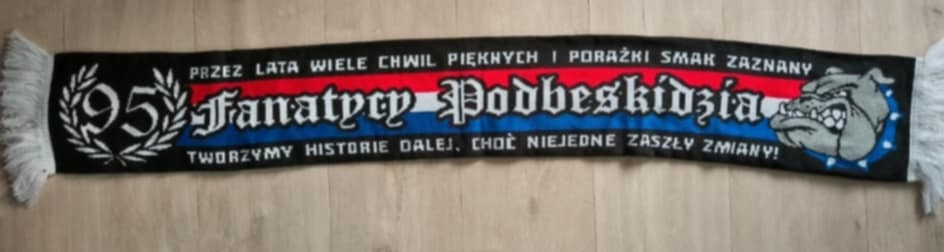 PRZEZ LATA WIELE CHWIL PIĘKNYCH I PORAŻKI SMAK ZAZNANY
95
Fanatycy Podbeskidzia
TWORZYMY HISTORIE DALEJ, CHOĆ NIEJEDNE ZASZŁY ZMIANY!